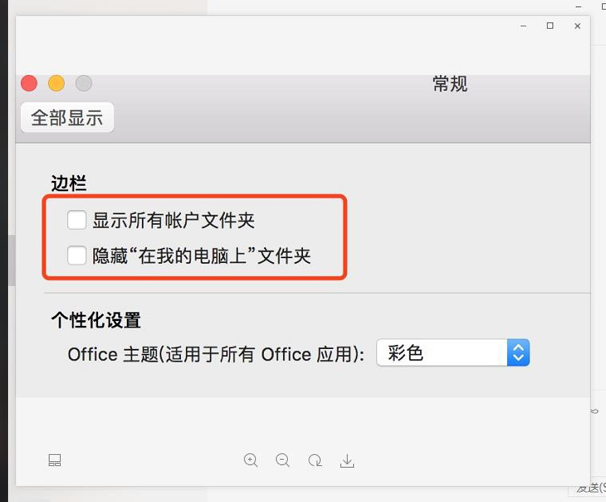 常规
全部显示
边栏
显示所有帐户文件夹
隐藏“在我的电脑上”文件夹
个性化设置
Office 主题(适用于所有 Office 应用): 彩色
发送(S